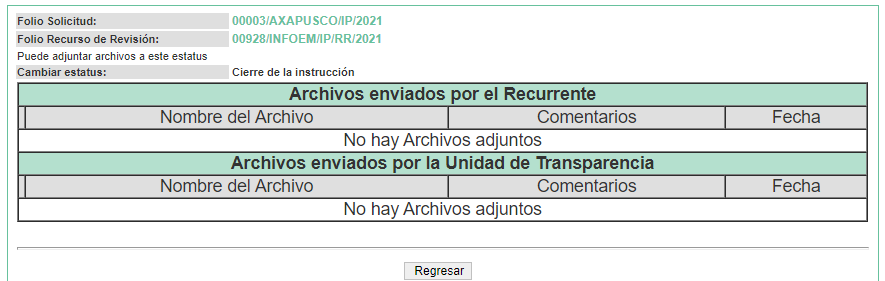 Folio Solicitud: 00003/AXAPUSCO/IP/2021
Folio Recurso de Revisión: 00928/INFOEM/IP/RR/2021
Puede adjuntar archivos a este estatus
Cambiar estatus: Cierre de la instrucción
Archivos enviados por el Recurrente
Nombre del Archivo Comentarios Fecha
No hay Archivos adjuntos
Archivos enviados por la Unidad de Transparencia
Nombre del Archivo Comentarios Fecha
No hay Archivos adjuntos
Regresar